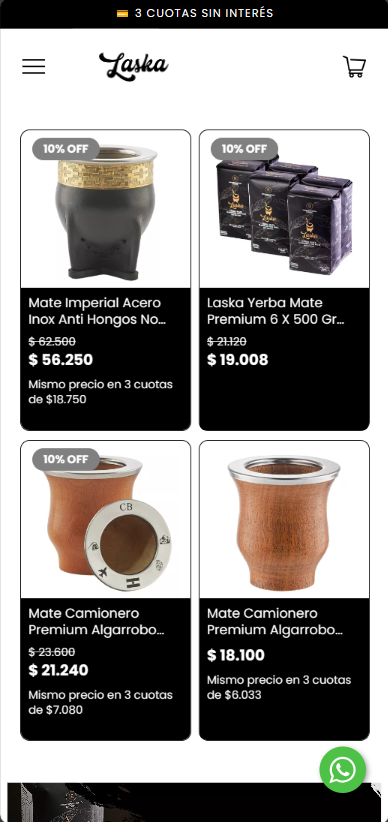 💳 3 CUOTAS SIN INTERÉS
Laska
10% OFF
10% OFF
Laska
Laska
Laska
Mate Imperial Acero
Inox Anti Hongos No...
$ 62.500
$ 56.250
Mismo precio en 3 cuotas
de $18.750
Laska Yerba Mate
Premium 6 X 500 Gr...
$ 21.120
$ 19.008
10% OFF
CB
H
Mate Camionero
Premium Algarrobo...
$ 23.600
$ 21.240
Mismo precio en 3 cuotas
de $7.080
Mate Camionero
Premium Algarrobo...
$ 18.100
Mismo precio en 3 cuotas
de $6.033